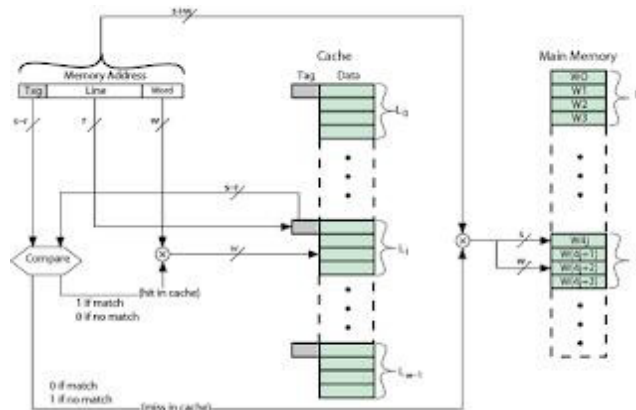 s+w
Cache
Main Memory
Memory Address
Tag Data
Tag Line Word
W0
W1
W2
W3
L0
s-r r w
s-r
W4j
W(4j+1)
W(4j+2)
W(4j+3)
s
w
w
Li
Compare
(hit in cache)
1 if match
0 if no match
0 if match
1 if no match
(miss in cache)
Lm-1